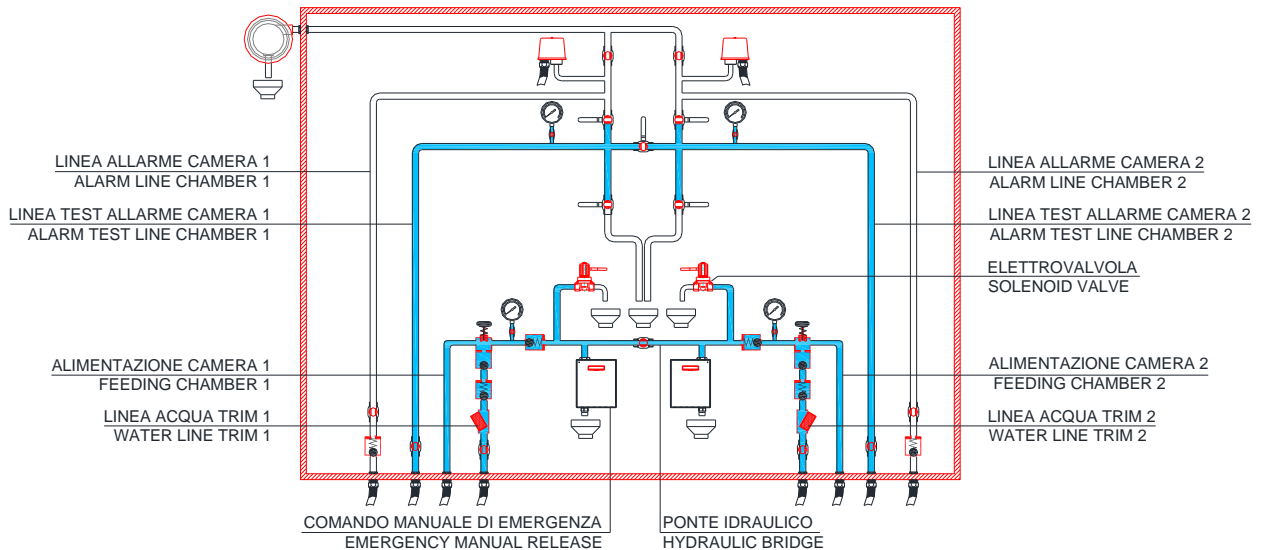 LINEA ALLARME CAMERA 1
ALARM LINE CHAMBER 1
LINEA TEST ALLARME CAMERA 1
ALARM TEST LINE CHAMBER 1
ALIMENTAZIONE CAMERA 1
FEEDING CHAMBER 1
LINEA ACQUA TRIM 1
WATER LINE TRIM 1
LINEA ALLARME CAMERA 2
ALARM LINE CHAMBER 2
LINEA TEST ALLARME CAMERA 2
ALARM TEST LINE CHAMBER 2
ELETTROVALVOLA
SOLENOID VALVE
ALIMENTAZIONE CAMERA 2
FEEDING CHAMBER 2
LINEA ACQUA TRIM 2
WATER LINE TRIM 2
COMANDO MANUALE DI EMERGENZA
EMERGENCY MANUAL RELEASE
PONTE IDRAULICO
HYDRAULIC BRIDGE